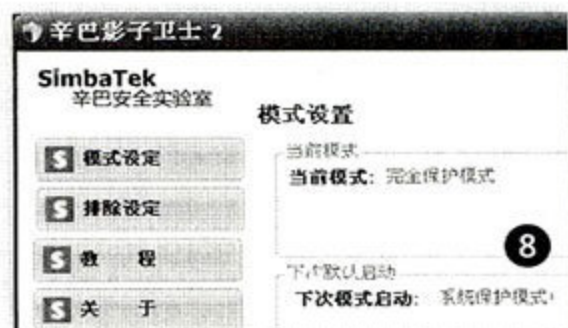 辛巴影子卫士 2
SimbaTek
辛巴安全实验室
模式设置
S 模式设定
S 排除设定
S 教 程
S 关 于
当前模式
当前模式: 完全保护模式
8
下次默认启动
下次模式启动: 系统保护模式